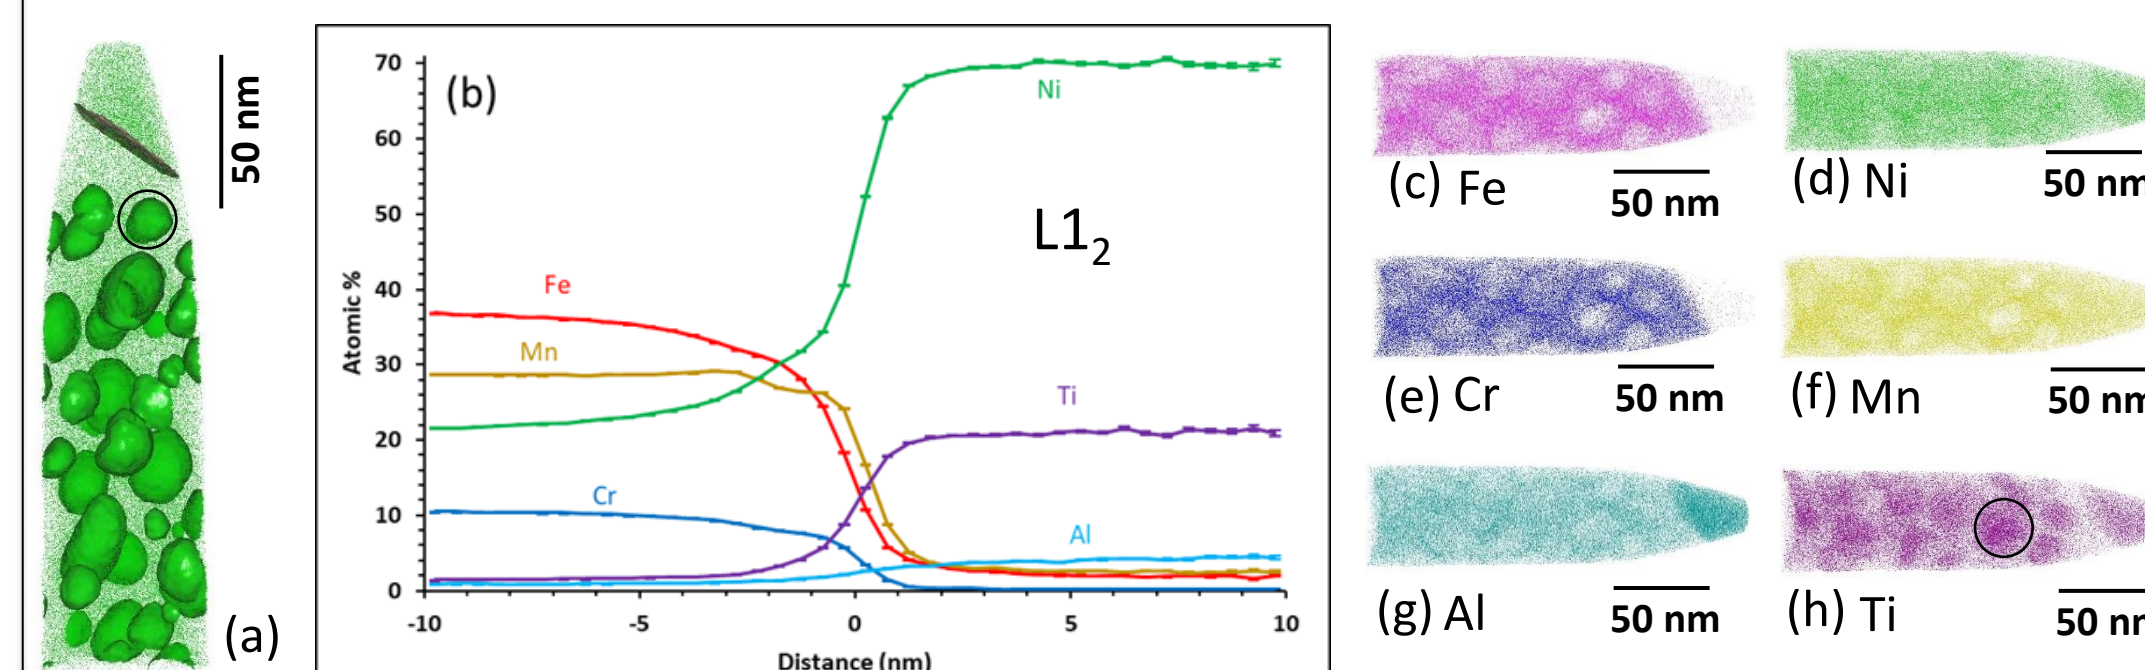 50 nm
(a)
(b)
Atomic %
70
60
50
40
30
20
10
0
-10
-5
0
5
10
Distance (nm)
Ni
L1₂
Fe
Mn
Ti
Cr
Al
(c) Fe
50 nm
(d) Ni
50 nm
(e) Cr
50 nm
(f) Mn
50 nm
(g) Al
50 nm
(h) Ti
50 nm